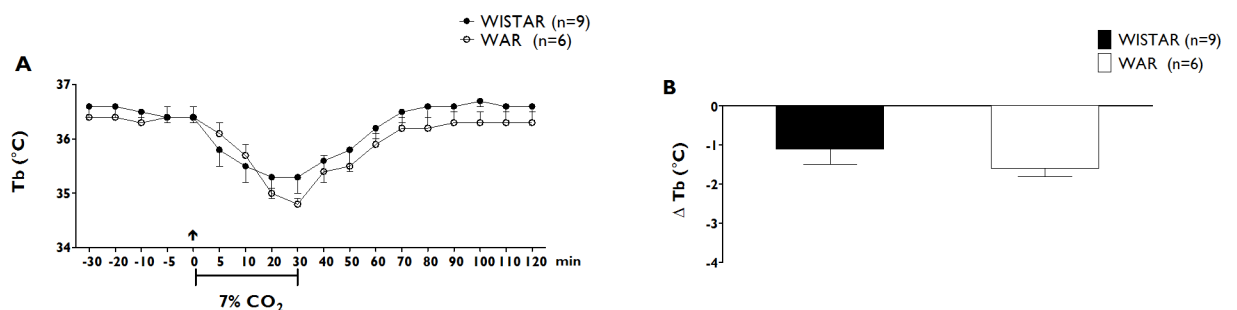 WISTAR (n=9)
WAR (n=6)
A
37
36
35
34
Tb (°C)
-30 -20 -10 -5 0 5 10 20 30 40 50 60 70 80 90 100 110 120 min
7% CO₂
WISTAR (n=9)
WAR (n=6)
B
0
-1
-2
-3
-4
Δ Tb (°C)